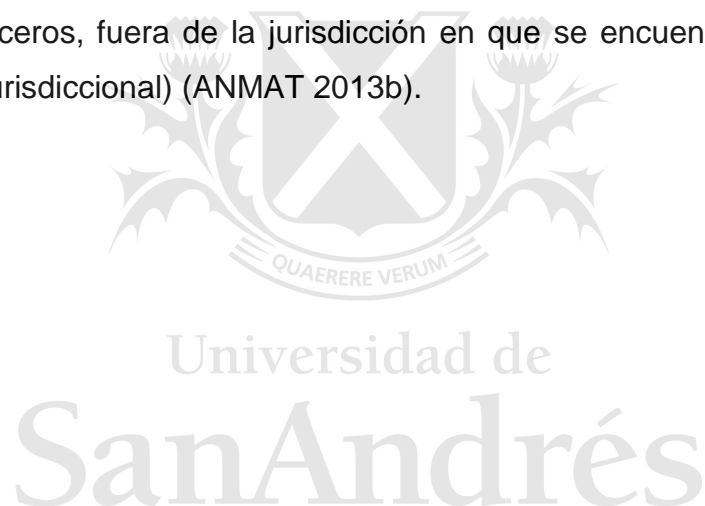 ceros, fuera de la jurisdicción en que se encuen
urisdiccional) (ANMAT 2013b).
QUAERERE VERUM
Universidad de
SanAndrés